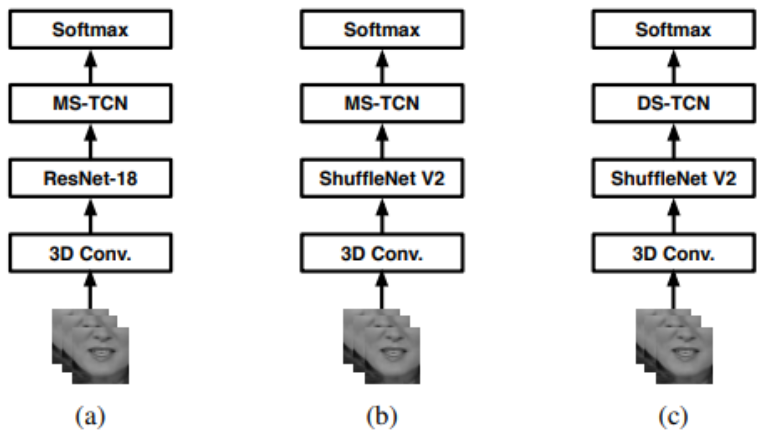 Softmax Softmax Softmax
MS-TCN MS-TCN DS-TCN
ResNet-18 ShuffleNet V2 ShuffleNet V2
3D Conv. 3D Conv. 3D Conv.
(a) (b) (c)